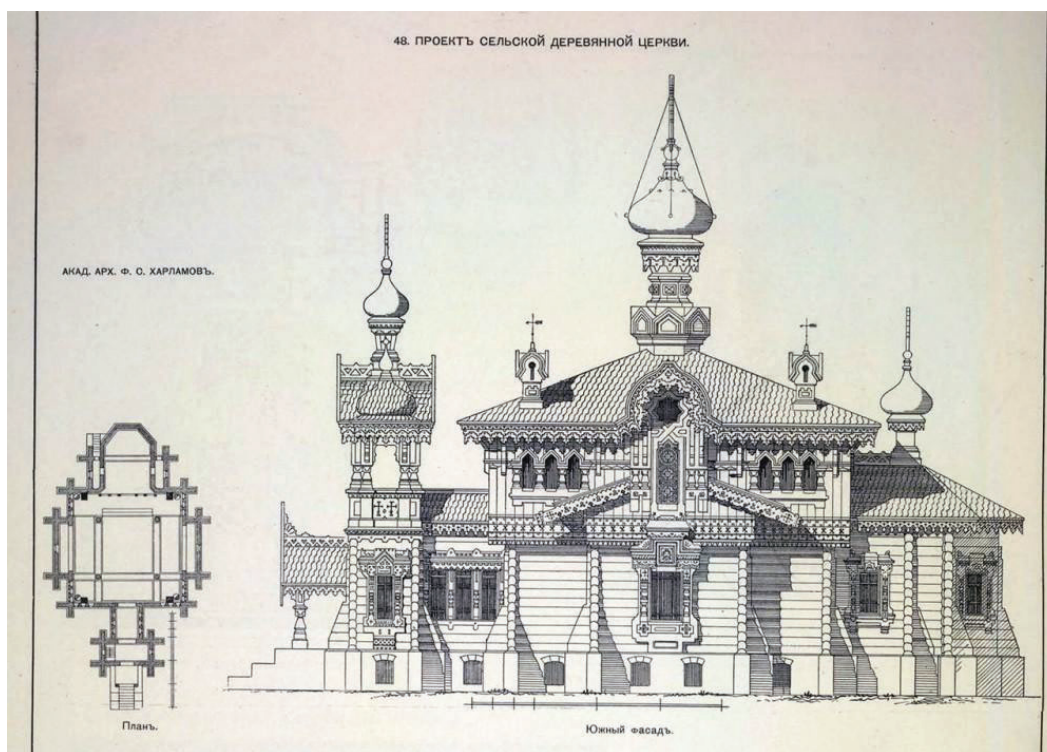 48. ПРОЕКТЪ СЕЛЬСКОЙ ДЕРЕВЯННОЙ ЦЕРКВИ.
АКАД. АРХ. Ф. С. ХАРЛАМОВЪ.
Планъ.
Южный фасадъ.